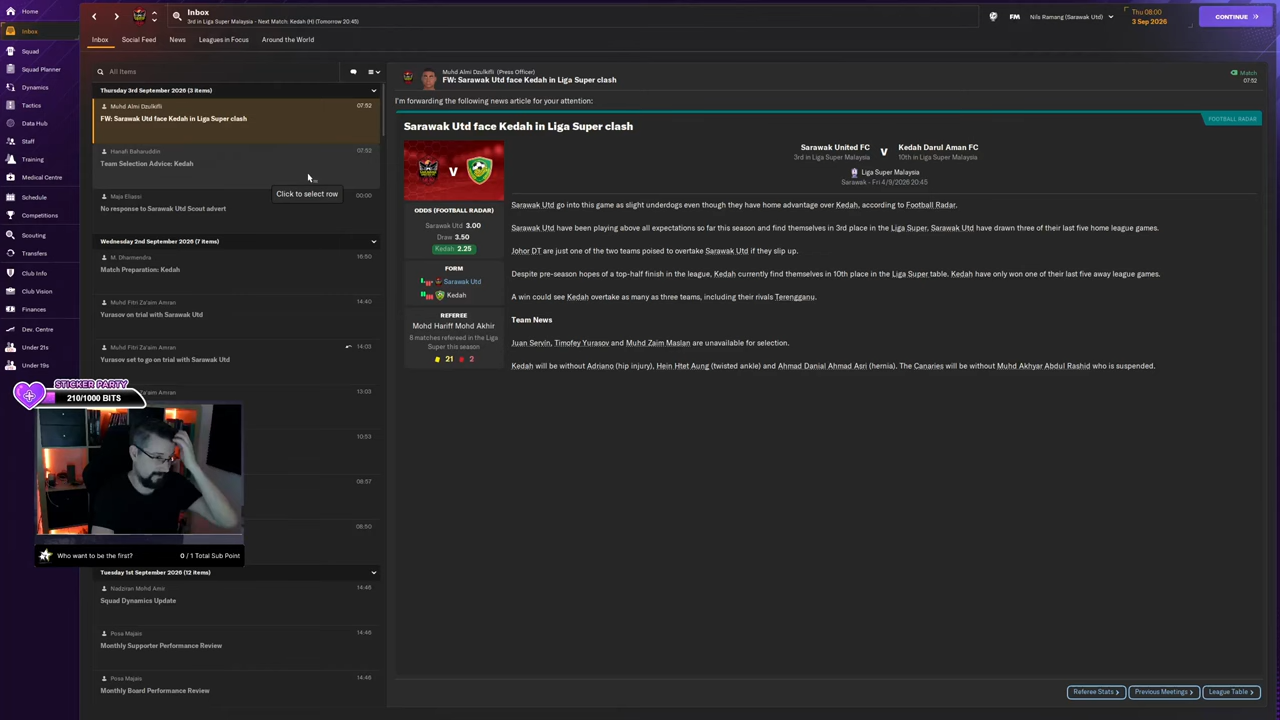 Home
Inbox
Squad
Squad Planner
Dynamics
Tactics
Data Hub
Staff
Training
Medical Centre
Schedule
Competitions
Scouting
Transfers
Club Info
Club Vision
Finances
Dev. Centre
Under 21s
Under 19s
Inbox
3rd in Liga Super Malaysia - Next Match: Kedah (H) (Tomorrow 20:45)
FM
Nils Ramang (Sarawak Utd)
Thu 08:00
3 Sep 2026
CONTINUE
Inbox Social Feed News Leagues in Focus Around the World
All Items
Thursday 3rd September 2026 (3 Items)
Muhd Almi Dzulkifli 07:52
FW: Sarawak Utd face Kedah in Liga Super clash
Hanafi Baharuddin 07:52
Team Selection Advice: Kedah
Click to select row
Maja Eliassi 00:00
No response to Sarawak Utd Scout advert
Wednesday 2nd September 2026 (7 Items)
M. Dharmendra 16:50
Match Preparation: Kedah
Muhd Fitri Za'aim Amran 14:40
Yurasov on trial with Sarawak Utd
Muhd Fitri Za'aim Amran 14:03
Yurasov set to go on trial with Sarawak Utd
Za'aim Amran 13:03
10:53
08:57
08:50
STICKER PARTY
210/1000 BITS
Who want to be the first? 0 / 1 Total Sub Point
Tuesday 1st September 2026 (12 Items)
Nadzran Mohd Amir 14:46
Squad Dynamics Update
Posa Majais 14:46
Monthly Supporter Performance Review
Posa Majais 14:46
Monthly Board Performance Review
Muhd Almi Dzulkifli (Press Officer)
FW: Sarawak Utd face Kedah in Liga Super clash
Match
07:52
I'm forwarding the following news article for your attention:
Sarawak Utd face Kedah in Liga Super clash
FOOTBALL RADAR
V
ODDS (FOOTBALL RADAR)
Sarawak Utd 3.00
Draw 3.50
Kedah 2.25
FORM
Sarawak Utd
Kedah
REFEREE
Mohd Hariff Mohd Akhir
8 matches refereed in the Liga
Super this season
21 2
Sarawak United FC V Kedah Darul Aman FC
3rd in Liga Super Malaysia 10th in Liga Super Malaysia
Liga Super Malaysia
Sarawak - Fri 4/9/2026 20:45
Sarawak Utd go into this game as slight underdogs even though they have home advantage over Kedah, according to Football Radar.
Sarawak Utd have been playing above all expectations so far this season and find themselves in 3rd place in the Liga Super. Sarawak Utd have drawn three of their last five home league games.
Johor DT are just one of the two teams poised to overtake Sarawak Utd if they slip up.
Despite pre-season hopes of a top-half finish in the league, Kedah currently find themselves in 10th place in the Liga Super table. Kedah have only won one of their last five away league games.
A win could see Kedah overtake as many as three teams, including their rivals Terengganu.
Team News
Juan Servín, Timofey Yurasov and Muhd Zaim Maslan are unavailable for selection.
Kedah will be without Adriano (hip injury), Hein Htet Aung (twisted ankle) and Ahmad Danial Ahmad Asri (hernia). The Canaries will be without Muhd Akhyar Abdul Rashid who is suspended.
Referee Stats
Previous Meetings
League Table